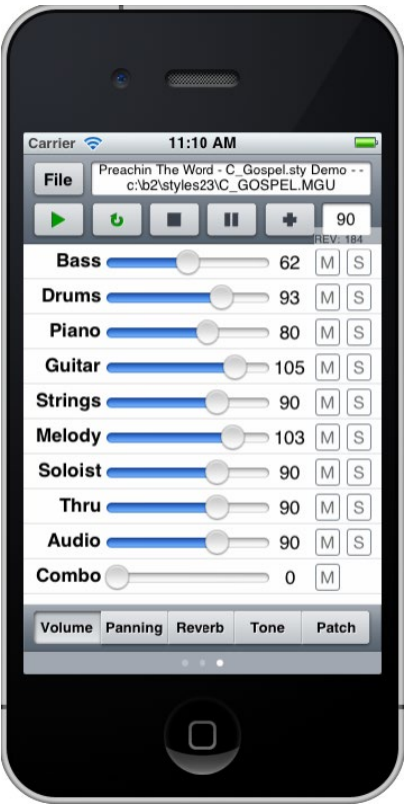 Carrier 11:10 AM
File
Preachin The Word - C_Gospel.sty Demo - -
c:\b2\styles23\C_GOSPEL.MGU
90
REV: 184
Bass 62 M S
Drums 93 M S
Piano 80 M S
Guitar 105 M S
Strings 90 M S
Melody 103 M S
Soloist 90 M S
Thru 90 M S
Audio 90 M S
Combo 0 M
Volume Panning Reverb Tone Patch